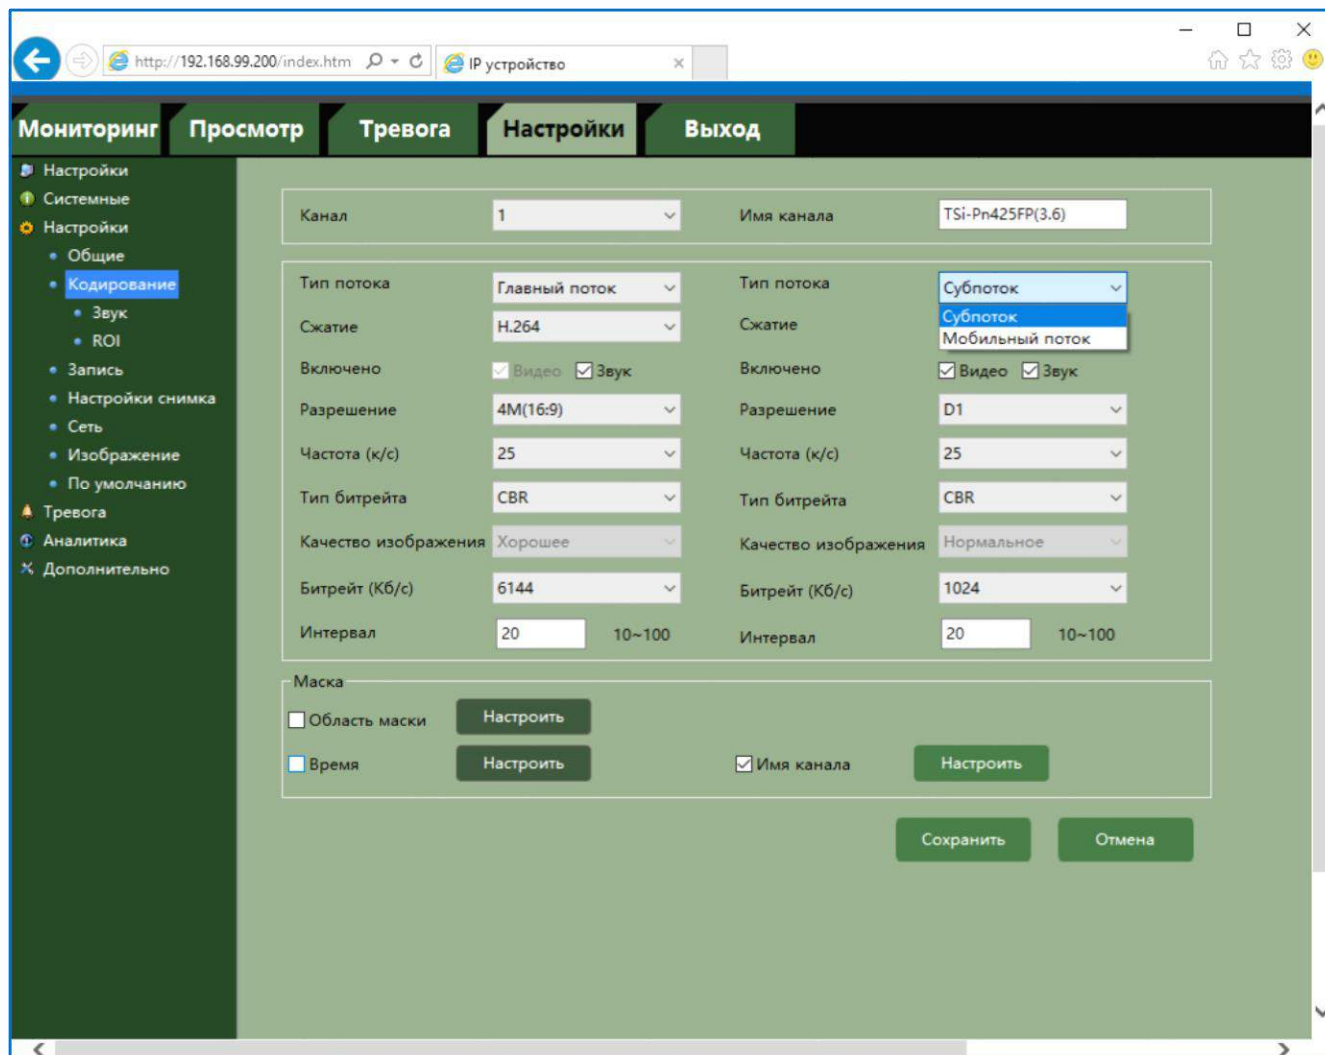 http://192.168.99.200/index.htm
IP устройство
Мониторинг Просмотр Тревога Настройки Выход
Настройки
Системные
Настройки
Общие
Кодирование
Звук
ROI
Запись
Настройки снимка
Сеть
Изображение
По умолчанию
Тревога
Аналитика
Дополнительно
Канал 1 Имя канала TSi-Pn425FP(3.6)
Тип потока Главный поток Тип потока Субпоток
Субпоток
Сжатие H.264 Сжатие
Мобильный поток
Включено Видео Звук Включено Видео Звук
Разрешение 4M(16:9) Разрешение D1
Частота (к/с) 25 Частота (к/с) 25
Тип битрейта CBR Тип битрейта CBR
Качество изображения Хорошее Качество изображения Нормальное
Битрейт (Кб/с) 6144 Битрейт (Кб/с) 1024
Интервал 20 10~100 Интервал 20 10~100
Маска
Область маски Настроить
Время Настроить Имя канала Настроить
Сохранить Отмена